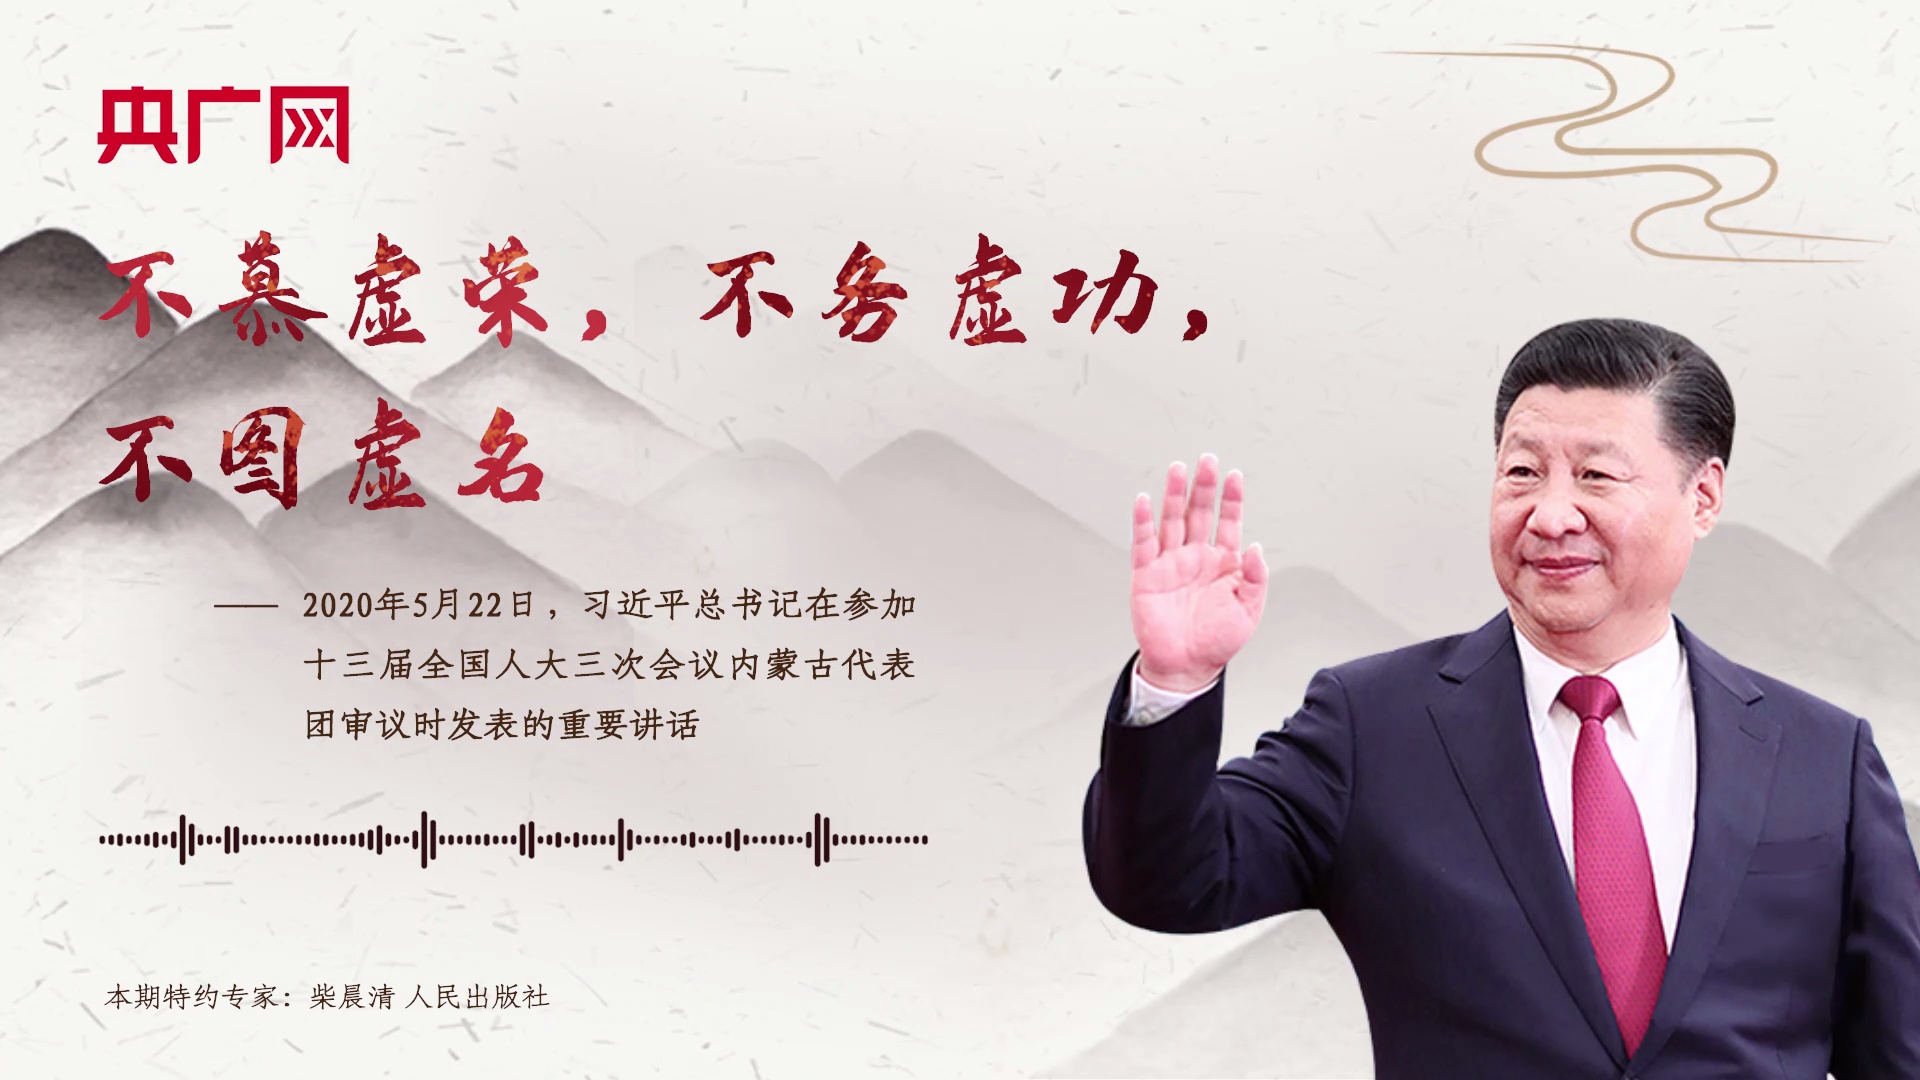 央广网
不慕虚荣，不务虚功，
不图虚名
—— 2020年5月22日，习近平总书记在参加
十三届全国人大三次会议内蒙古代表
团审议时发表的重要讲话
本期特约专家：柴晨清 人民出版社